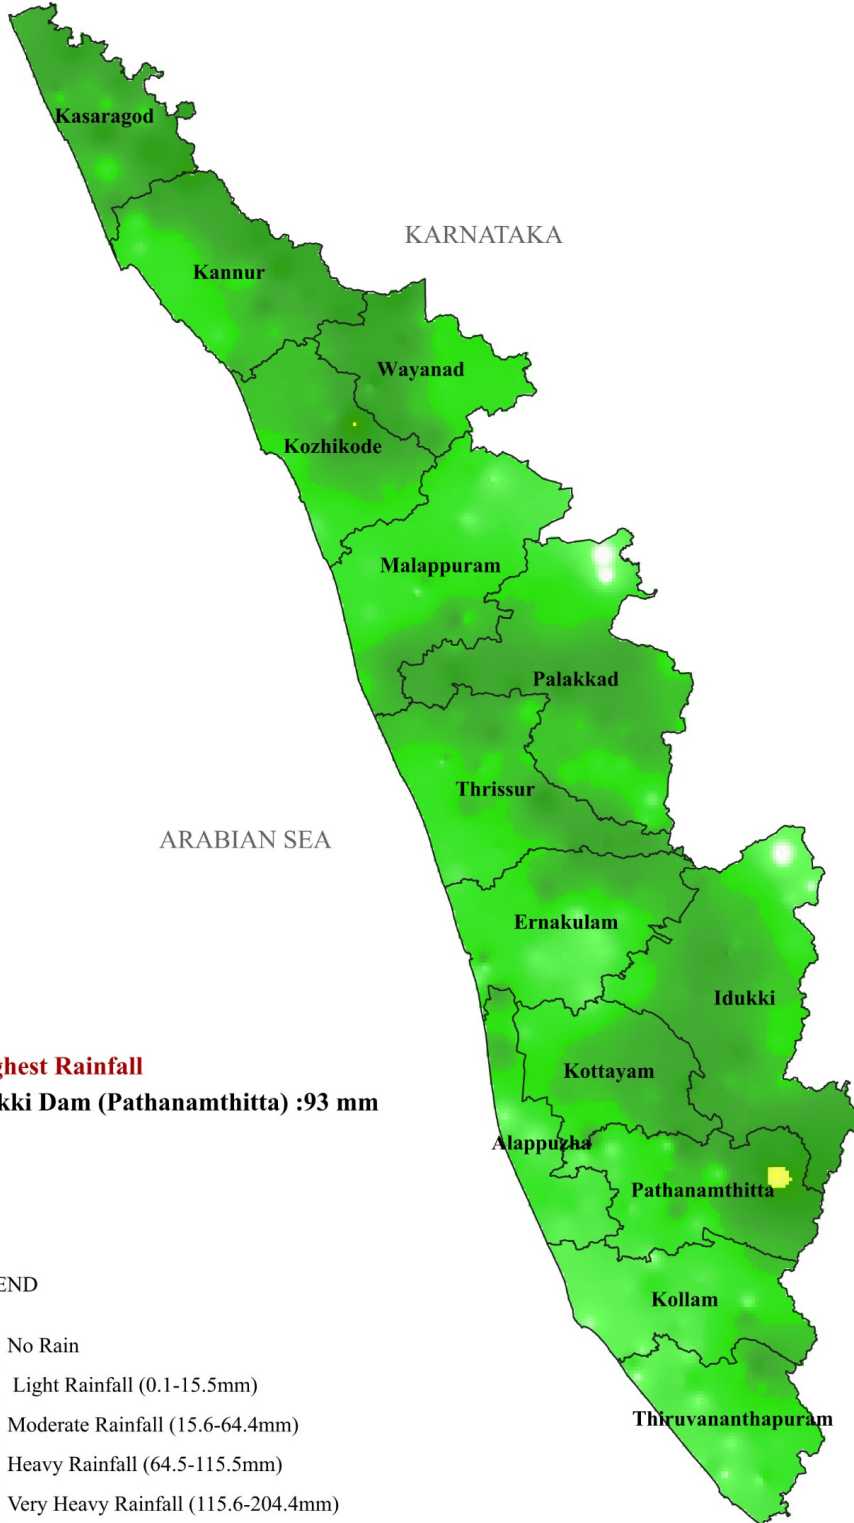 Kasaragod
KARNATAKA
Kannur
Wayanad
Kozhikode
Malappuram
Palakkad
Thrissur
ARABIAN SEA
Ernakulam
Idukki
ghest Rainfall
Kottayam
kki Dam (Pathanamthitta) :93 mm
Alappuzha
Pathanamthitta
END
Kollam
No Rain
Light Rainfall (0.1-15.5mm)
Thiruvananthapuram
Moderate Rainfall (15.6-64.4mm)
Heavy Rainfall (64.5-115.5mm)
Very Heavy Rainfall (115.6-204.4mm)